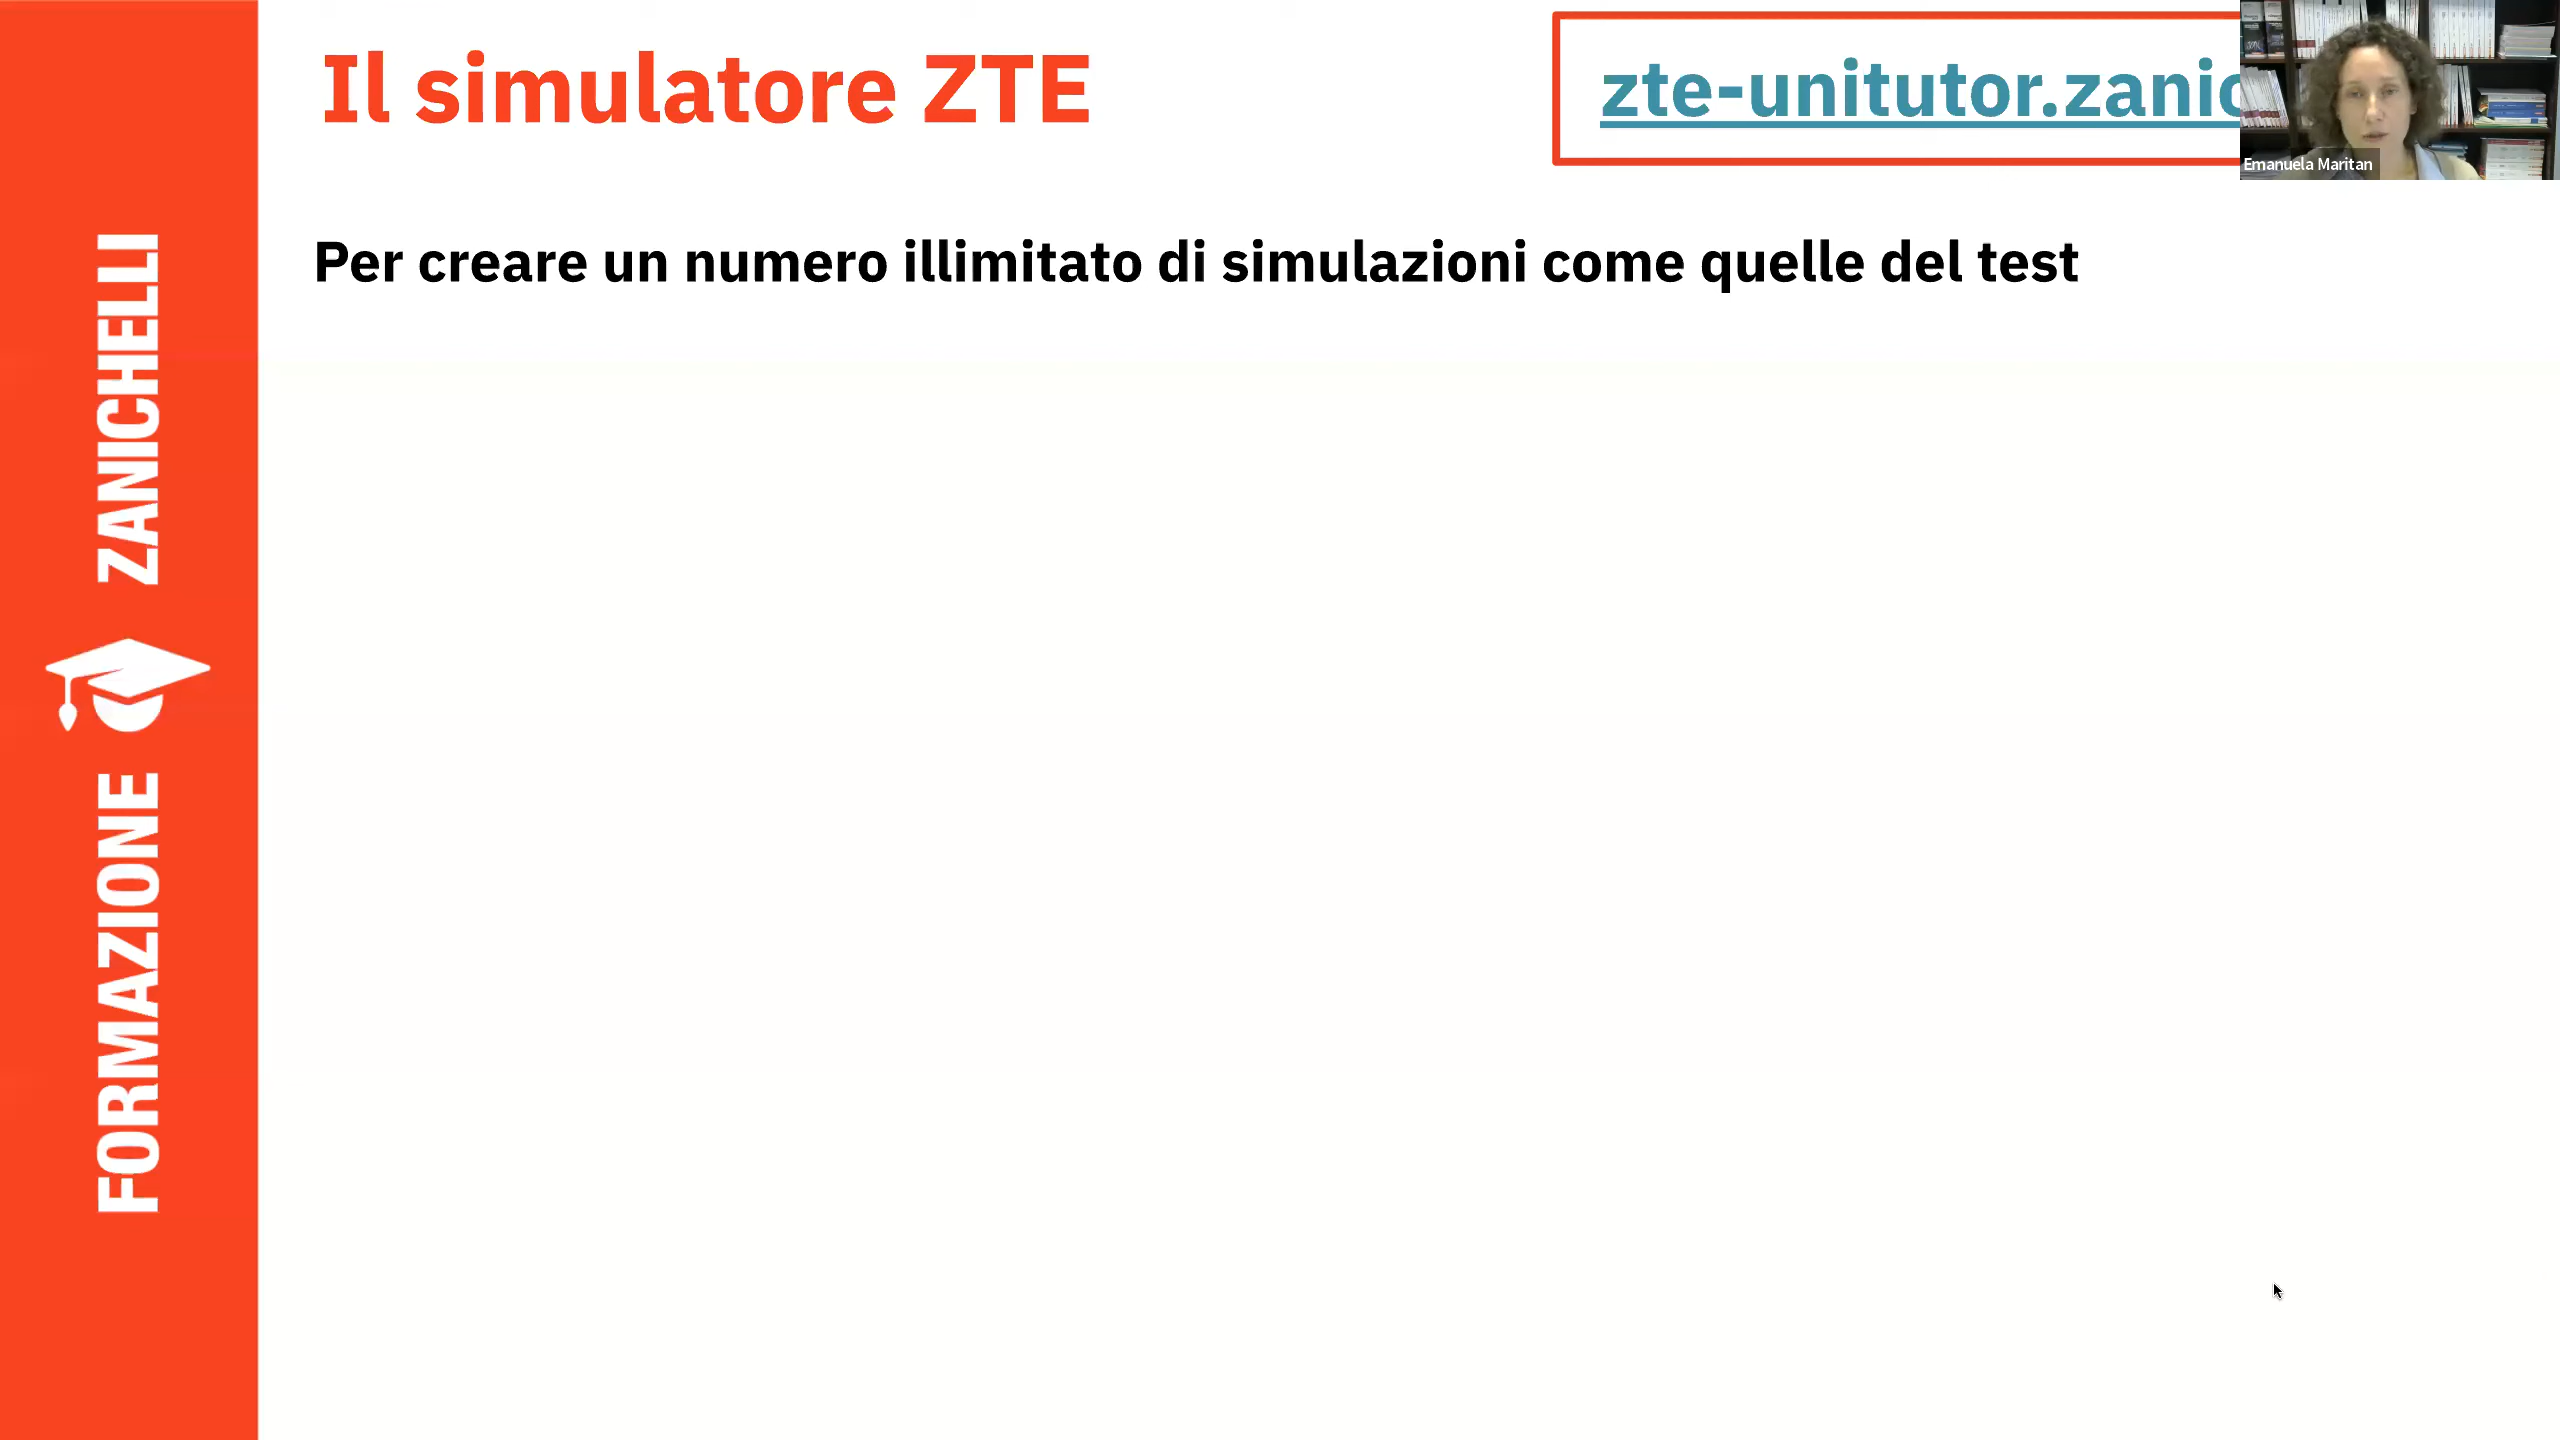 Il simulatore ZTE
zte-unitutor.zanic
Emanuela Maritan
Per creare un numero illimitato di simulazioni come quelle del test
FORMAZIONE ZANICHELLI